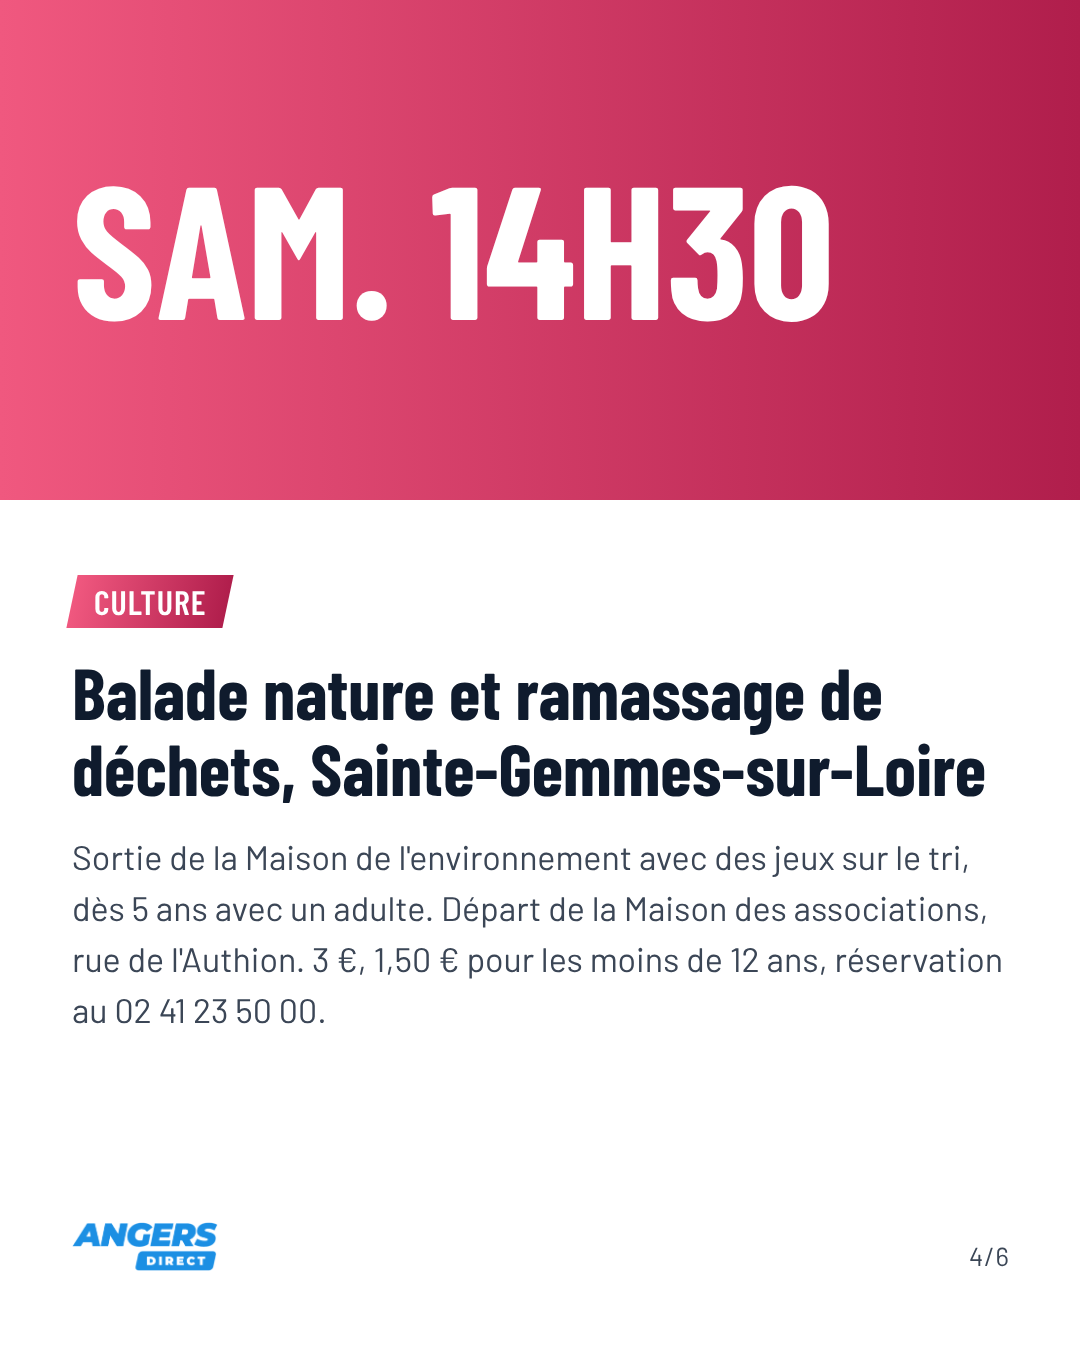 SAM. 14H30
CULTURE
Balade nature et ramassage de
déchets, Sainte-Gemmes-sur-Loire
Sortie de la Maison de l'environnement avec des jeux sur le tri,
dès 5 ans avec un adulte. Départ de la Maison des associations,
rue de l'Authion. 3 €, 1,50 € pour les moins de 12 ans, réservation
au 02 41 23 50 00.
ANGERS
DIRECT
4/6